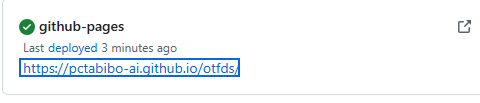 github-pages
Last deployed 3 minutes ago
https://pctabibo-ai.github.io/otfds/